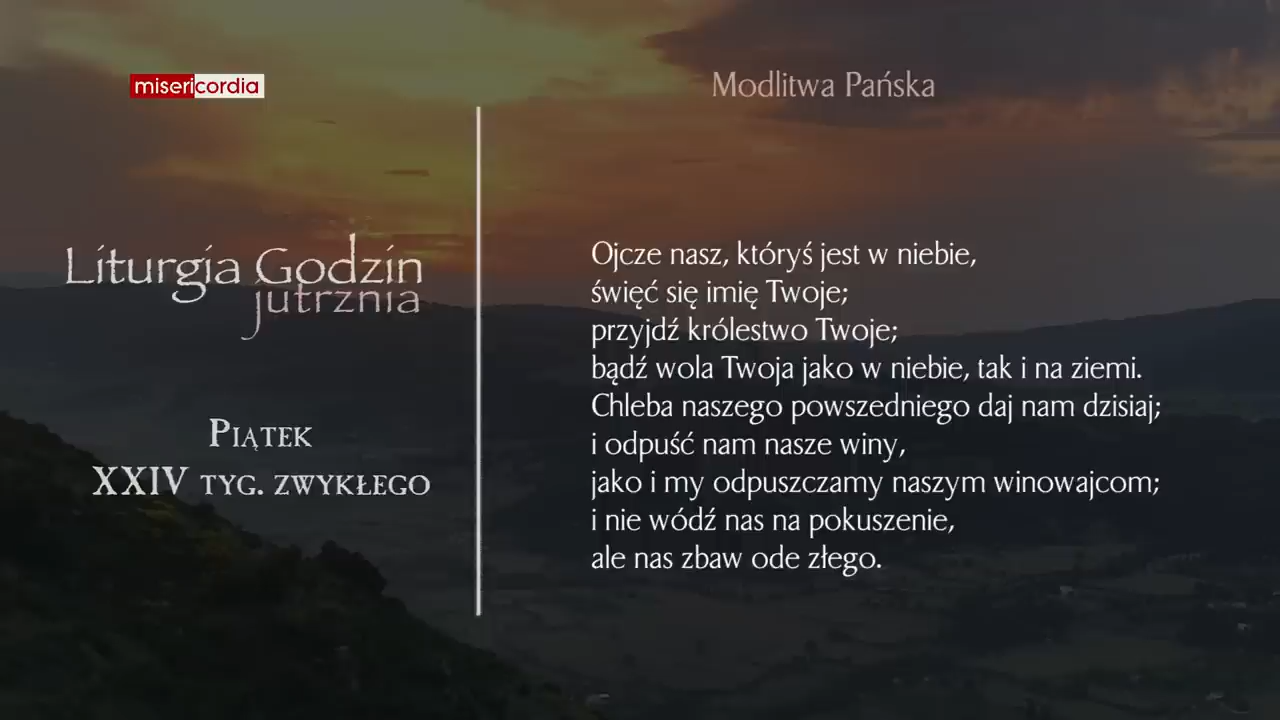 misericordia
Liturgia Godzin
jutrznia
Piątek
XXIV tyg. zwykłego
Modlitwa Pańska
Ojcze nasz, któryś jest w niebie,
święć się imię Twoje;
przyjdź królestwo Twoje;
bądź wola Twoja jako w niebie, tak i na ziemi.
Chleba naszego powszedniego daj nam dzisiaj;
i odpuść nam nasze winy,
jako i my odpuszczamy naszym winowajcom;
i nie wódź nas na pokuszenie,
ale nas zbaw ode złego.